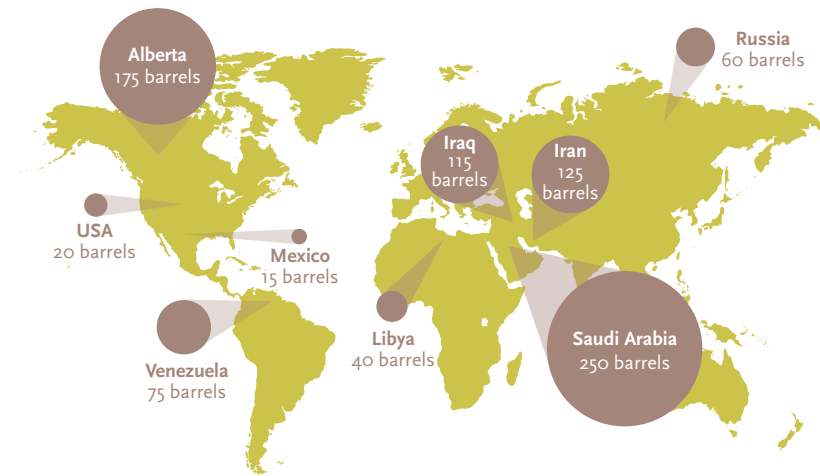 Alberta
175 barrels
Russia
60 barrels
Iraq
115
barrels
Iran
125
barrels
USA
20 barrels
Mexico
15 barrels
Venezuela
75 barrels
Libya
40 barrels
Saudi Arabia
250 barrels